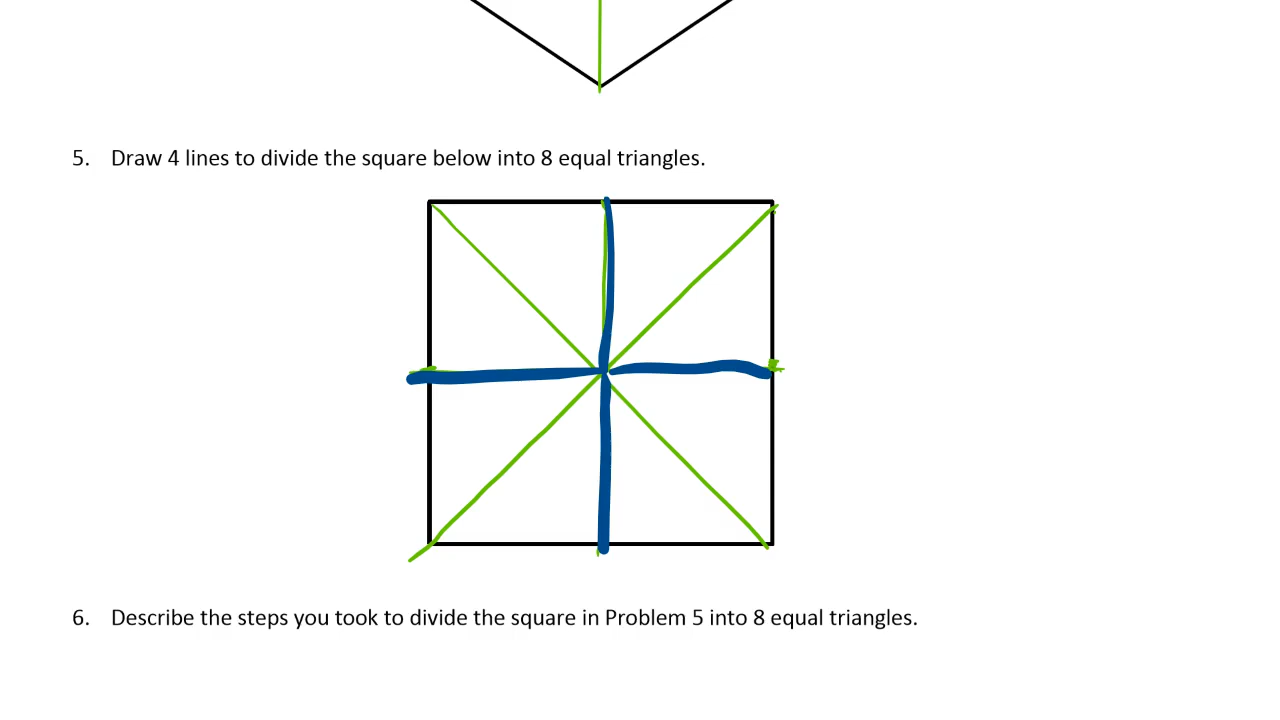 5. Draw 4 lines to divide the square below into 8 equal triangles.
6. Describe the steps you took to divide the square in Problem 5 into 8 equal triangles.